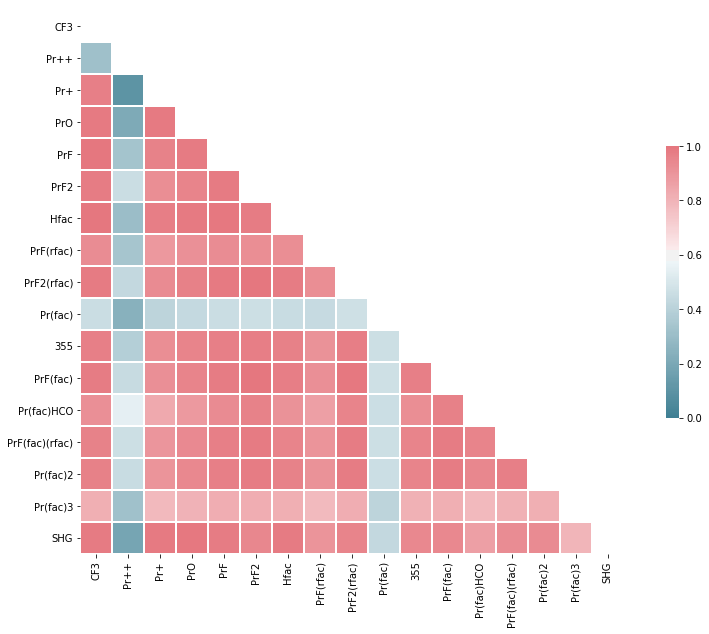 CF3
Pr++
Pr+
PrO
PrF
PrF2
Hfac
PrF(rfac)
PrF2(rfac)
Pr(fac)
355
PrF(fac)
Pr(fac)HCO
PrF(fac)(rfac)
Pr(fac)2
Pr(fac)3
SHG
CF3
Pr++
Pr+
PrO
PrF
PrF2
Hfac
PrF(rfac)
PrF2(rfac)
Pr(fac)
355
PrF(fac)
Pr(fac)HCO
PrF(fac)(rfac)
Pr(fac)2
Pr(fac)3
SHG
1.0
0.8
0.6
0.4
0.2
0.0